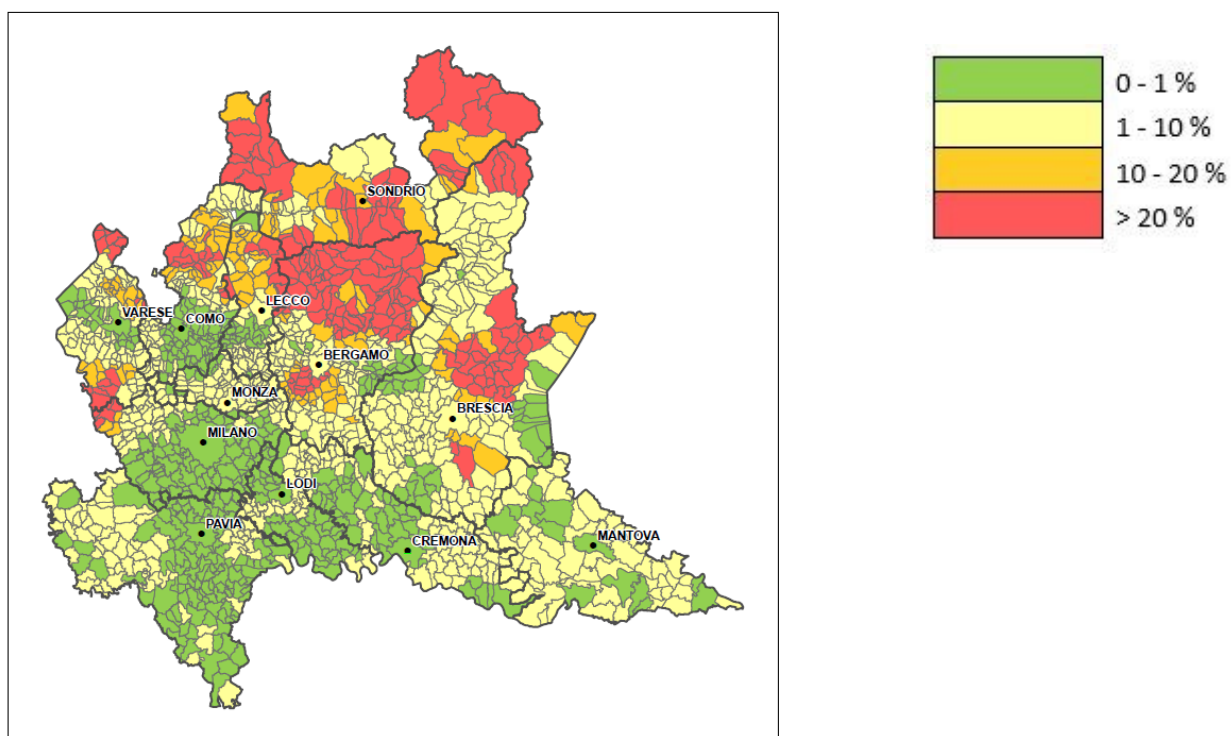 SONDRIO
LECCO
VARESE
COMO
BERGAMO
MONZA
BRESCIA
MILANO
LODI
PAVIA
CREMONA
MANTOVA
0 - 1 %
1 - 10 %
10 - 20 %
> 20 %